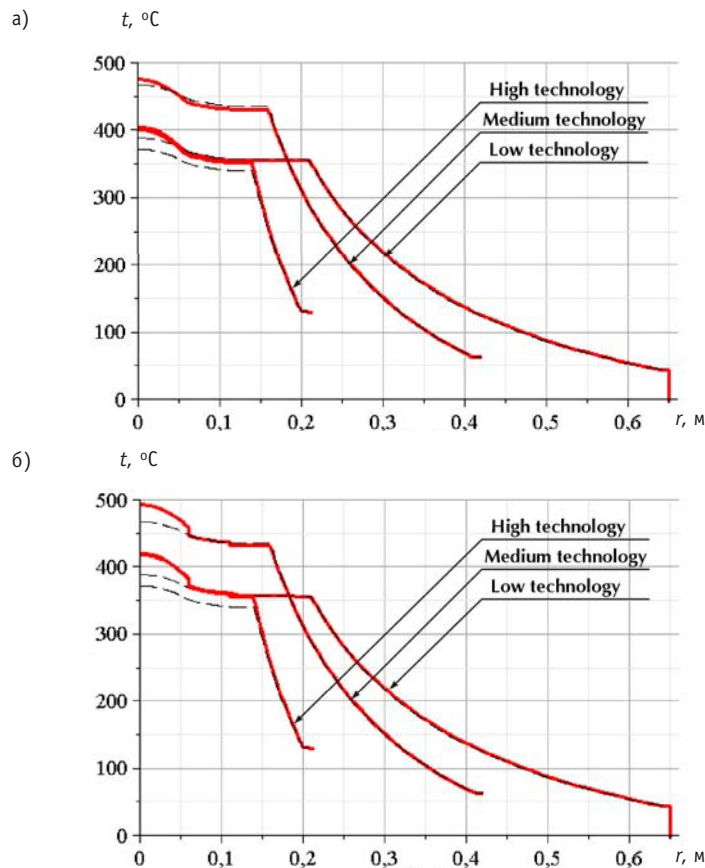 а)
t, ºC
500
High technology
Medium technology
400
Low technology
300
200
100
0
0 0,1 0,2 0,3 0,4 0,5 0,6 r, м
б)
t, ºC
500
High technology
Medium technology
400
Low technology
300
200
100
0
0 0,1 0,2 0,3 0,4 0,5 0,6 r, м